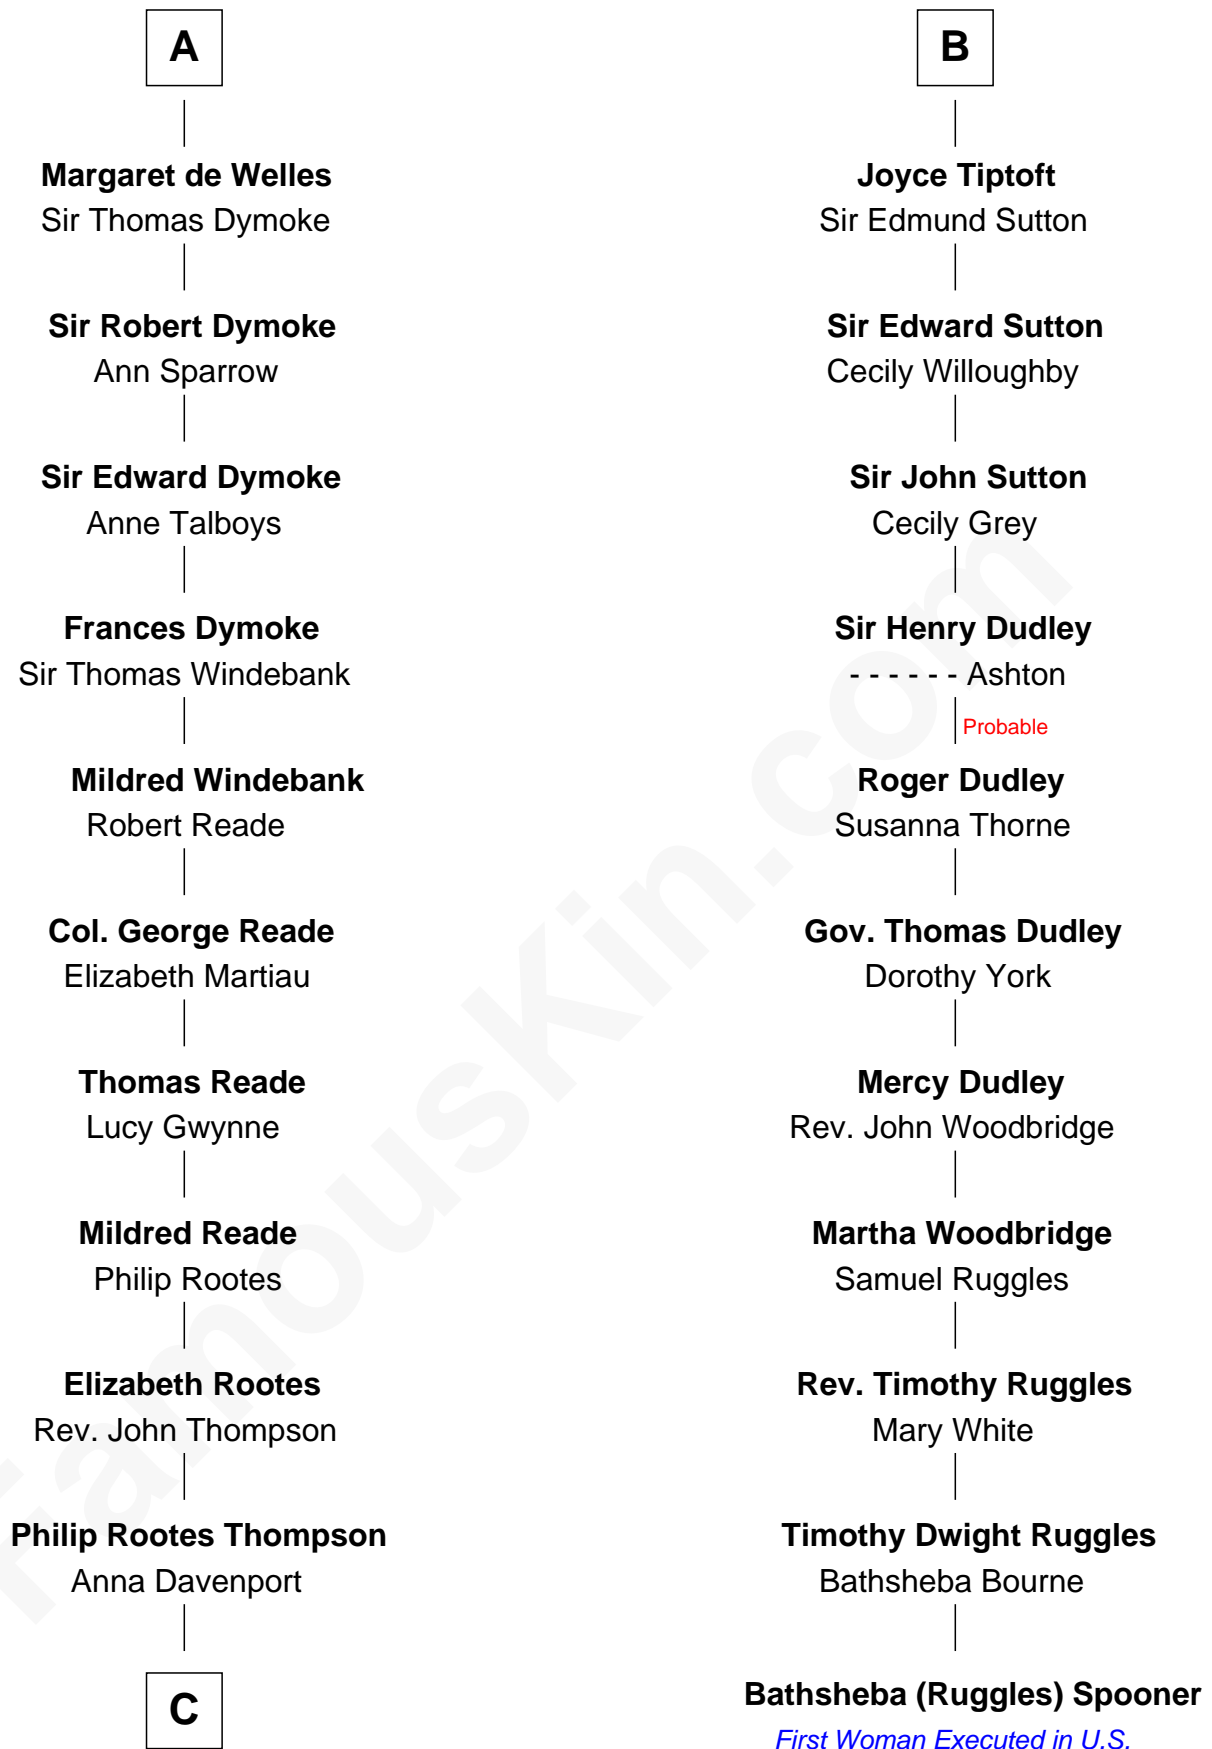 A
Margaret de Welles
Sir Thomas Dymoke
Sir Robert Dymoke
Ann Sparrow
Sir Edward Dymoke
Anne Talboys
Frances Dymoke
Sir Thomas Windebank
Mildred Windebank
Robert Reade
Col. George Reade
Elizabeth Martiau
Thomas Reade
Lucy Gwynne
Mildred Reade
Philip Rootes
Elizabeth Rootes
Rev. John Thompson
Philip Rootes Thompson
Anna Davenport
C
B
Joyce Tiptoft
Sir Edmund Sutton
Sir Edward Sutton
Cecily Willoughby
Sir John Sutton
Cecily Grey
Sir Henry Dudley
- - - - - - Ashton
Probable
Roger Dudley
Susanna Thorne
Gov. Thomas Dudley
Dorothy York
Mercy Dudley
Rev. John Woodbridge
Martha Woodbridge
Samuel Ruggles
Rev. Timothy Ruggles
Mary White
Timothy Dwight Ruggles
Bathsheba Bourne
Bathsheba (Ruggles) Spooner
First Woman Executed in U.S.
FamousKin.com